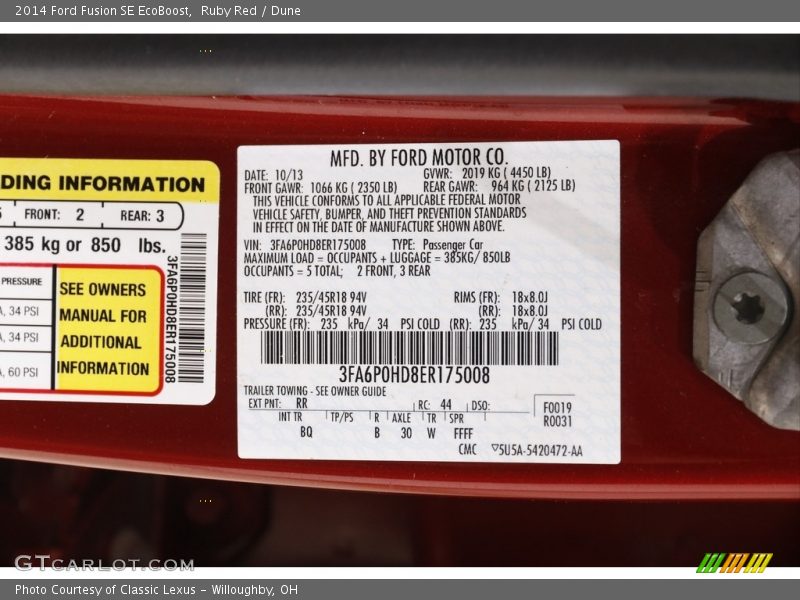 2014 Ford Fusion SE EcoBoost, Ruby Red / Dune
DING INFORMATION
FRONT: 2 REAR: 3
385 kg or 850 lbs.
PRESSURE
, 34 PSI
, 34 PSI
, 60 PSI
SEE OWNERS
MANUAL FOR
ADDITIONAL
INFORMATION
3FA6P0HD8ER175008
MFD. BY FORD MOTOR CO.
DATE: 10/13 GVWR: 2019 KG ( 4450 LB)
FRONT GAWR: 1066 KG ( 2350 LB) REAR GAWR: 964 KG ( 2125 LB)
THIS VEHICLE CONFORMS TO ALL APPLICABLE FEDERAL MOTOR
VEHICLE SAFETY, BUMPER, AND THEFT PREVENTION STANDARDS
IN EFFECT ON THE DATE OF MANUFACTURE SHOWN ABOVE.
VIN: 3FA6P0HD8ER175008 TYPE: Passenger Car
MAXIMUM LOAD = OCCUPANTS + LUGGAGE = 385KG/ 850LB
OCCUPANTS = 5 TOTAL; 2 FRONT, 3 REAR
TIRE (FR): 235/45R18 94V RIMS (FR): 18x8.0J
(RR): 235/45R18 94V (RR): 18x8.0J
PRESSURE (FR): 235 kPa/ 34 PSI COLD (RR): 235 kPa/ 34 PSI COLD
3FA6P0HD8ER175008
TRAILER TOWING - SEE OWNER GUIDE
EXT PNT: RR RC: 44 DSO:
INT TR TP/PS R AXLE TR SPR
BQ B 30 W FFFF
F0019
R0031
CMC 5U5A-5420472-AA
GTCARLOT.COM
Photo Courtesy of Classic Lexus - Willoughby, OH